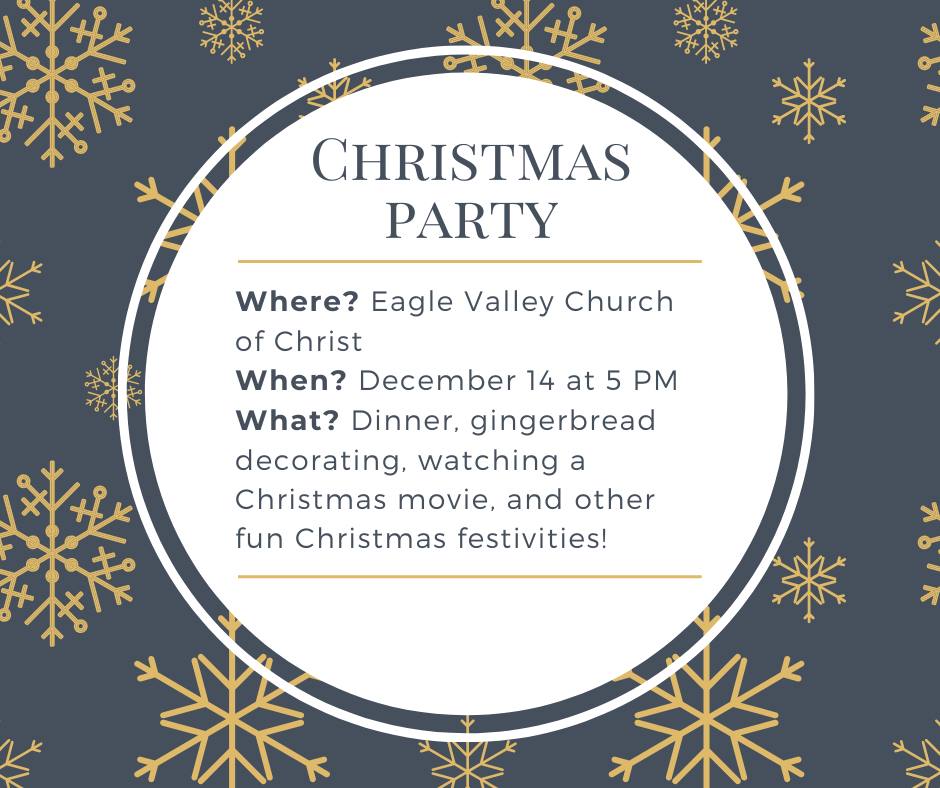 Christmas
party
Where? Eagle Valley Church
of Christ
When? December 14 at 5 PM
What? Dinner, gingerbread
decorating, watching a
Christmas movie, and other
fun Christmas festivities!